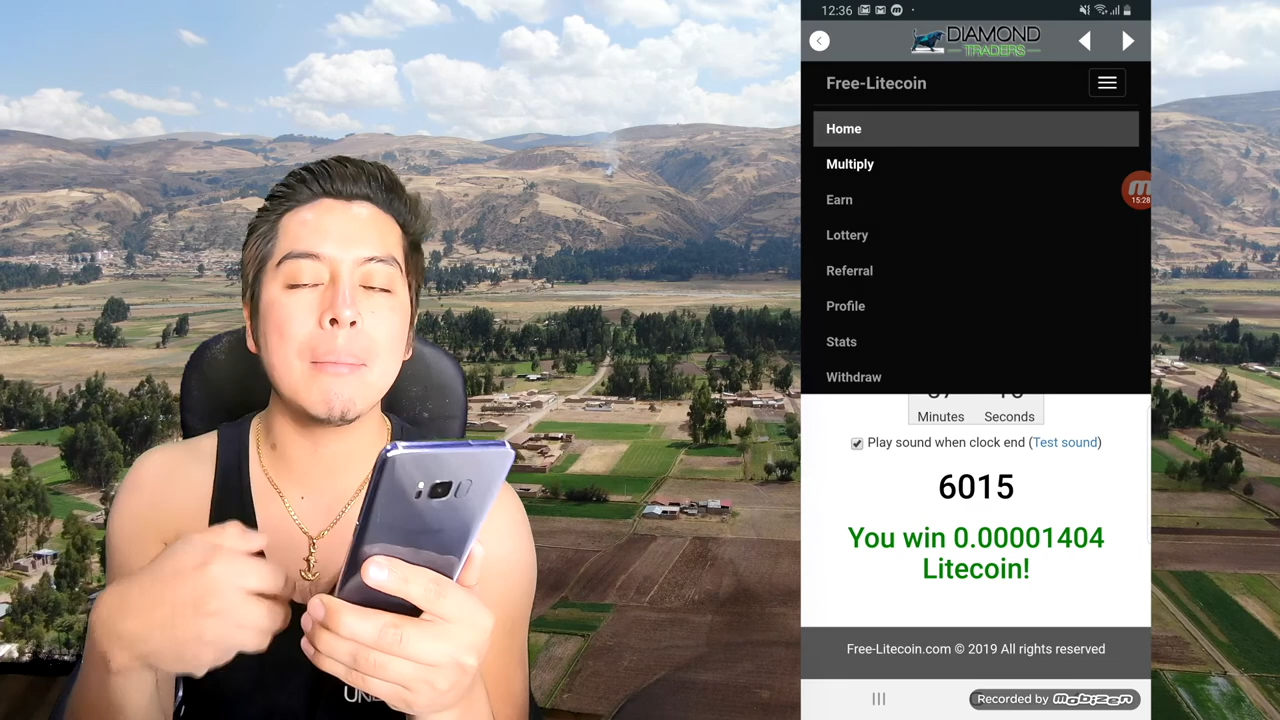 12:36
DIAMOND
TRADERS
Free-Litecoin
Home
Multiply
15:28
Earn
Lottery
Referral
Profile
Stats
Withdraw
Minutes Seconds
Play sound when clock end (Test sound)
6015
You win 0.00001404
Litecoin!
Free-Litecoin.com © 2019 All rights reserved
Recorded by mobizen